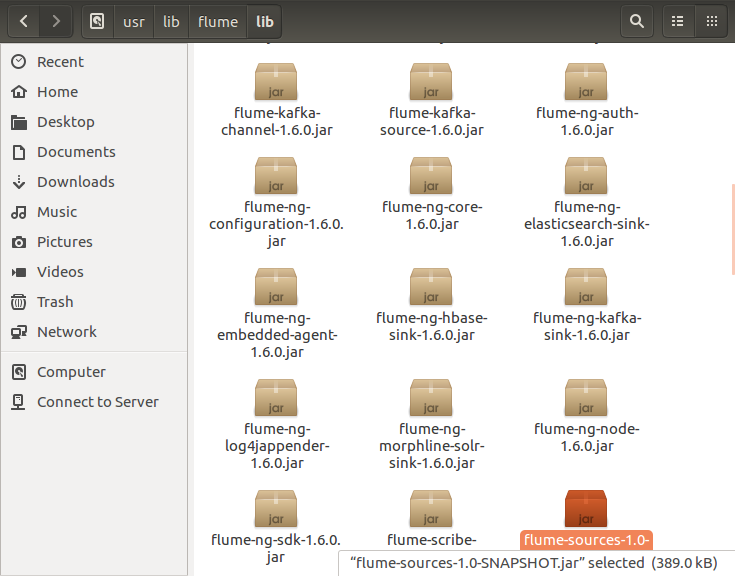 usr lib flume lib
Recent
Home
Desktop
Documents
Downloads
Music
Pictures
Videos
Trash
Network
Computer
Connect to Server
jar jar jar
flume-kafka-
channel-1.6.0.jar
flume-kafka-
source-1.6.0.jar
flume-ng-auth-
1.6.0.jar
jar jar jar
flume-ng-
configuration-1.6.0.
jar
flume-ng-core-
1.6.0.jar
flume-ng-
elasticsearch-sink-
1.6.0.jar
jar jar jar
flume-ng-
embedded-agent-
1.6.0.jar
flume-ng-hbase-
sink-1.6.0.jar
flume-ng-kafka-
sink-1.6.0.jar
jar jar jar
flume-ng-
log4jappender-
1.6.0.jar
flume-ng-
morphline-solr-
sink-1.6.0.jar
flume-ng-node-
1.6.0.jar
jar jar jar
flume-ng-sdk-1.6.0.
jar
flume-scribe-
flume-sources-1.0-
“flume-sources-1.0-SNAPSHOT.jar” selected (389.0 kB)